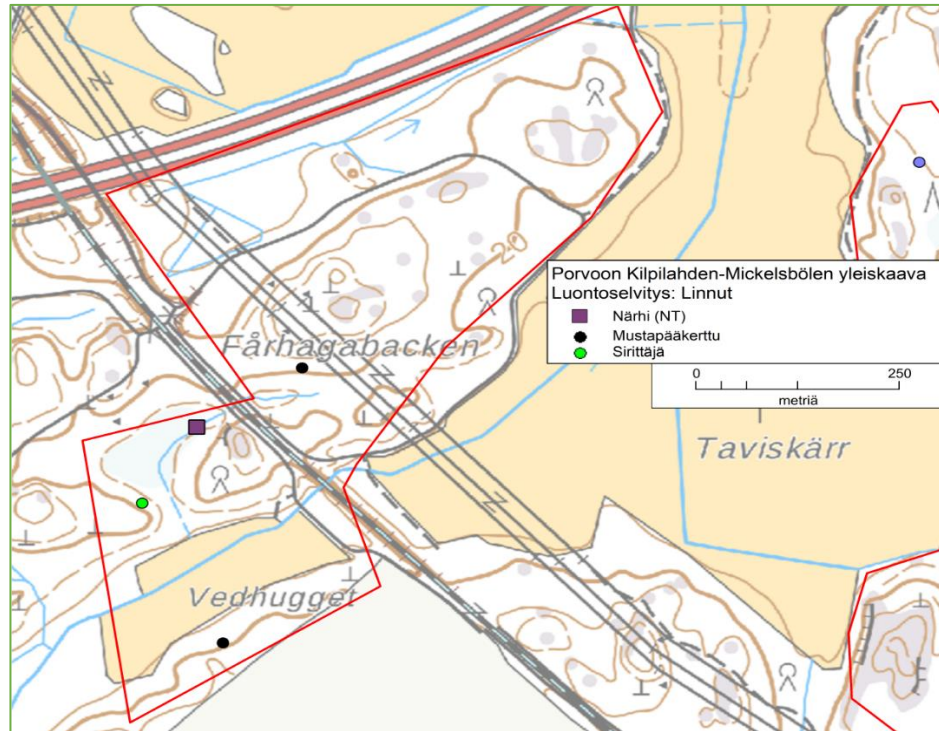 20
Porvoon Kilpilahden-Mickelsbölen yleiskaava
Luontoselvitys: Linnut
Närhi (NT)
Mustapääkerttu
Sirittäjä
0 250
metriä
Fårhagabacken
Taviskärr
Vedhugget